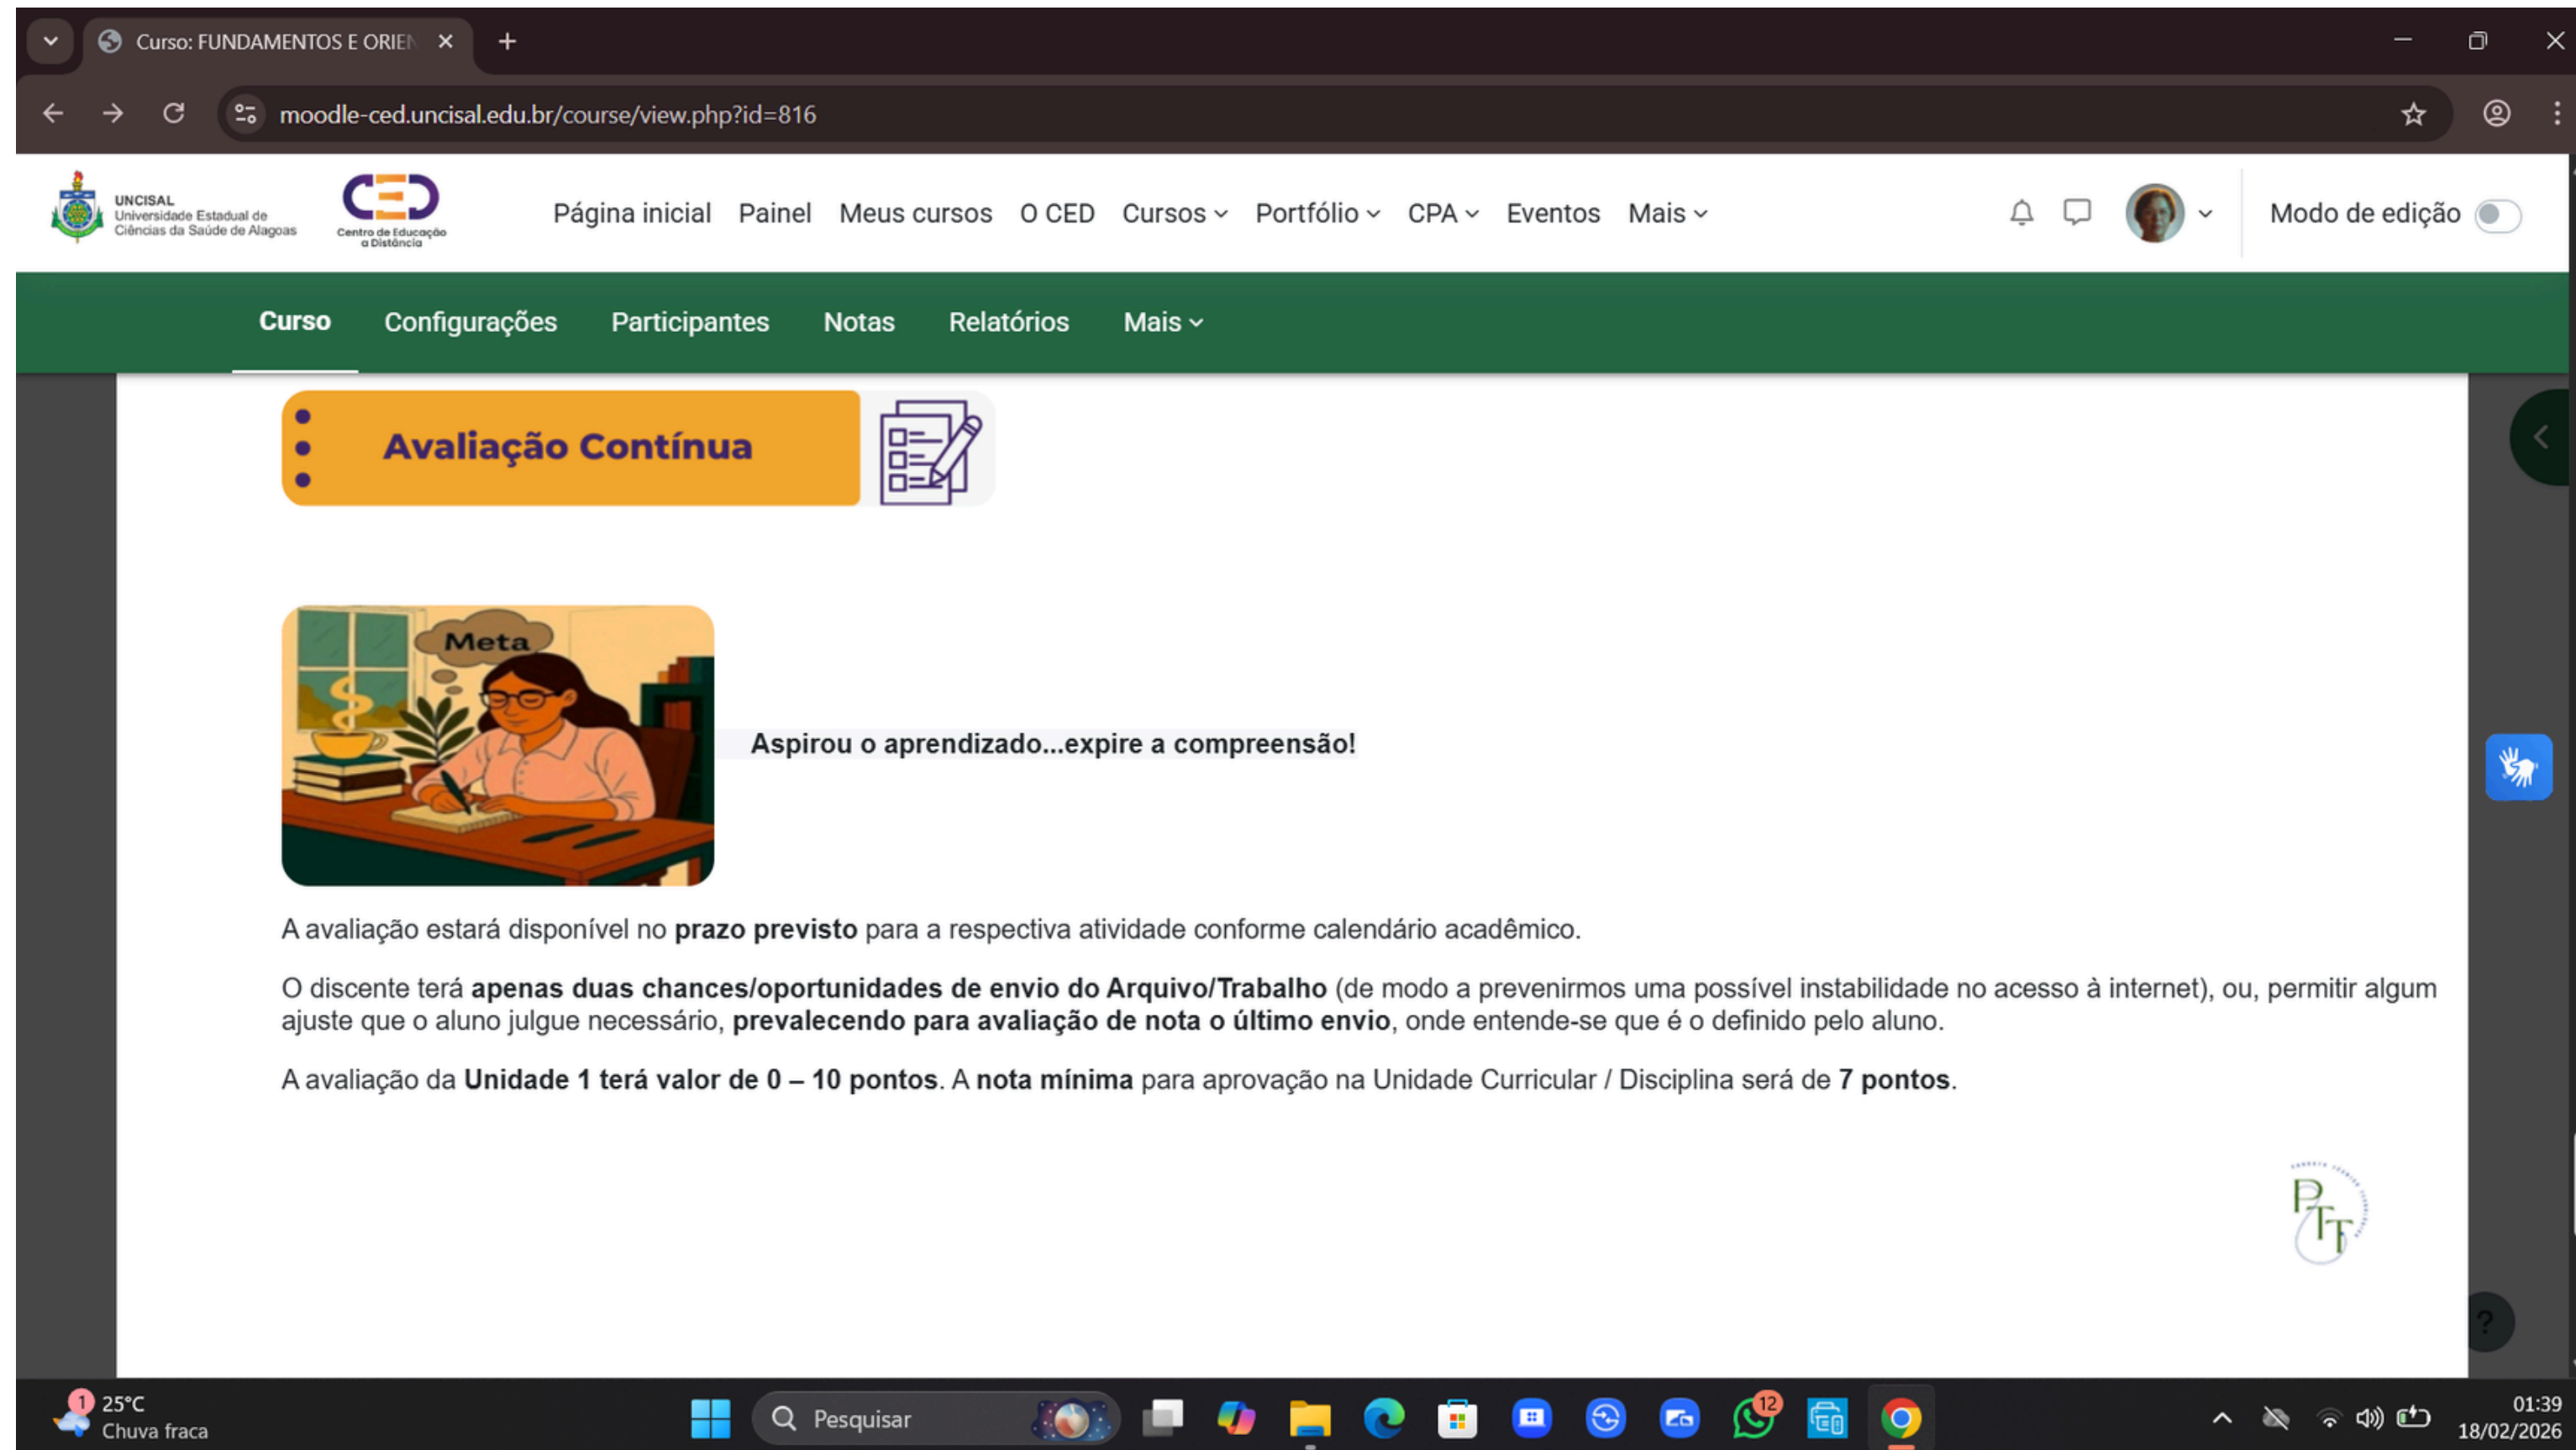 Curso: FUNDAMENTOS E ORIEN
moodle-ced.uncisal.edu.br/course/view.php?id=816
UNCISAL
Universidade Estadual de
Ciências da Saúde de Alagoas
CED
Centro de Educação
a Distância
Página inicial Painel Meus cursos O CED Cursos Portfólio CPA Eventos Mais
Modo de edição
Curso Configurações Participantes Notas Relatórios Mais
Avaliação Contínua
Meta
Aspirou o aprendizado...expire a compreensão!
A avaliação estará disponível no prazo previsto para a respectiva atividade conforme calendário acadêmico.
O discente terá apenas duas chances/oportunidades de envio do Arquivo/Trabalho (de modo a prevenirmos uma possível instabilidade no acesso à internet), ou, permitir algum
ajuste que o aluno julgue necessário, prevalecendo para avaliação de nota o último envio, onde entende-se que é o definido pelo aluno.
A avaliação da Unidade 1 terá valor de 0 – 10 pontos. A nota mínima para aprovação na Unidade Curricular / Disciplina será de 7 pontos.
PTT
?
1
25°C
Chuva fraca
Pesquisar
12
01:39
18/02/2026